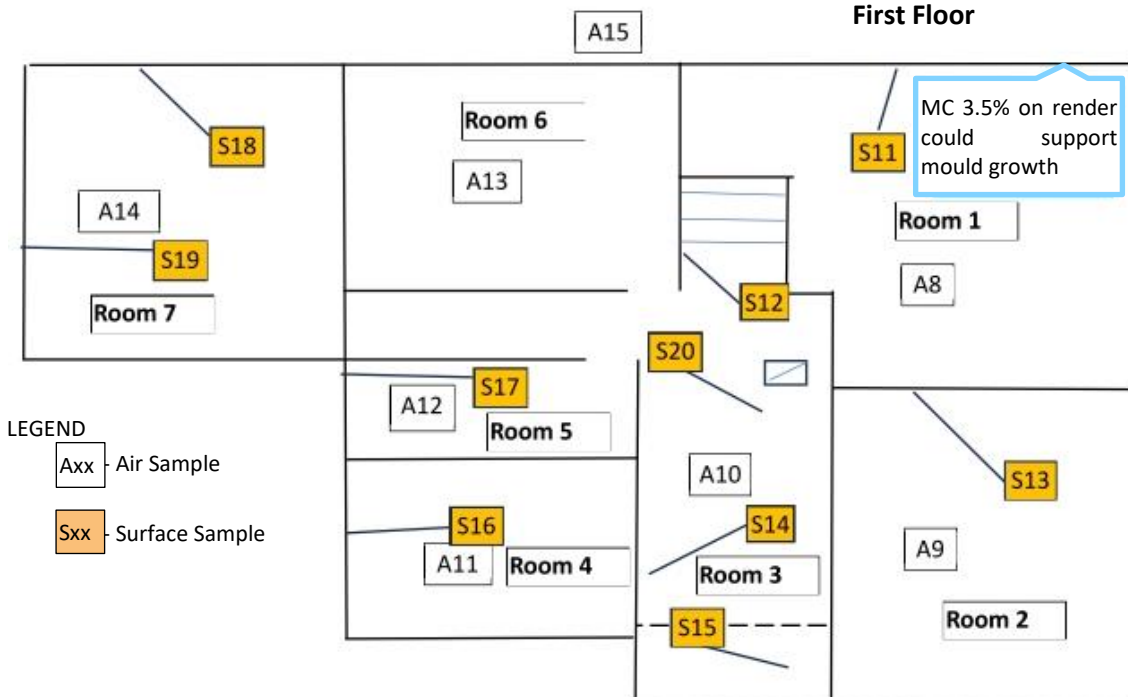 First Floor
A15
MC 3.5% on render
could support
mould growth
S18
Room 6
S11
A13
A14
Room 1
S19
A8
Room 7
S12
S20
S17
A12
Room 5
LEGEND
Axx - Air Sample
A10
S13
Sxx - Surface Sample
S16
S14
A11
Room 4
A9
Room 3
Room 2
S15